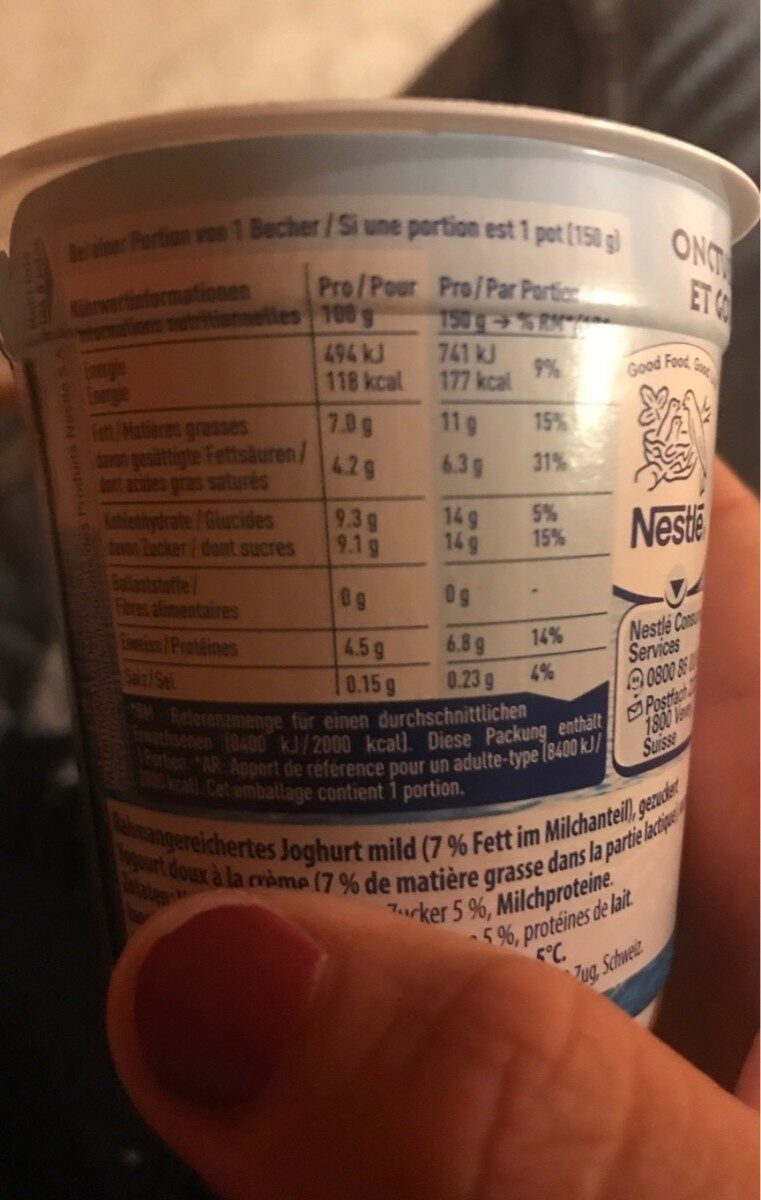 Bei einer Portion von 1 Becher / Si une portion est 1 pot (150 g)
Nährwertinformationen Pro / Pour Pro / Par Portion
Informations nutritionnelles 100 g 150 g → % RM*/
Energie 494 kJ 741 kJ 9%
Energie 118 kcal 177 kcal
Fett / Matières grasses 7.0 g 11 g 15%
davon gesättigte Fettsäuren / 4.2 g 6.3 g 31%
dont acides gras saturés
Kohlenhydrate / Glucides 9.3 g 14 g 5%
davon Zucker / dont sucres 9.1 g 14 g 15%
Ballaststoffe /
Fibres alimentaires 0 g 0 g -
Eiweiss / Protéines 4.5 g 6.8 g 14%
Salz / Sel 0.15 g 0.23 g 4%
*RM Referenzmenge für einen durchschnittlichen
Erwachsenen (8400 kJ / 2000 kcal). Diese Packung enthält
1 Portion. *AR: Apport de référence pour un adulte-type (8400 kJ /
2000 kcal). Cet emballage contient 1 portion.
Rahmangereichertes Joghurt mild (7 % Fett im Milchanteil), gezuckert
Yogourt doux à la crème (7 % de matière grasse dans la partie lactique)
Zutaten: Zucker 5 %, Milchproteine.
5 %, protéines de lait.
5°C.
Zug, Schweiz.
ET
Good Food, Good
Nestlé
Nestlé
Services
0800 86
Postfach
1800
Suisse
Produits Nestlé S.A.